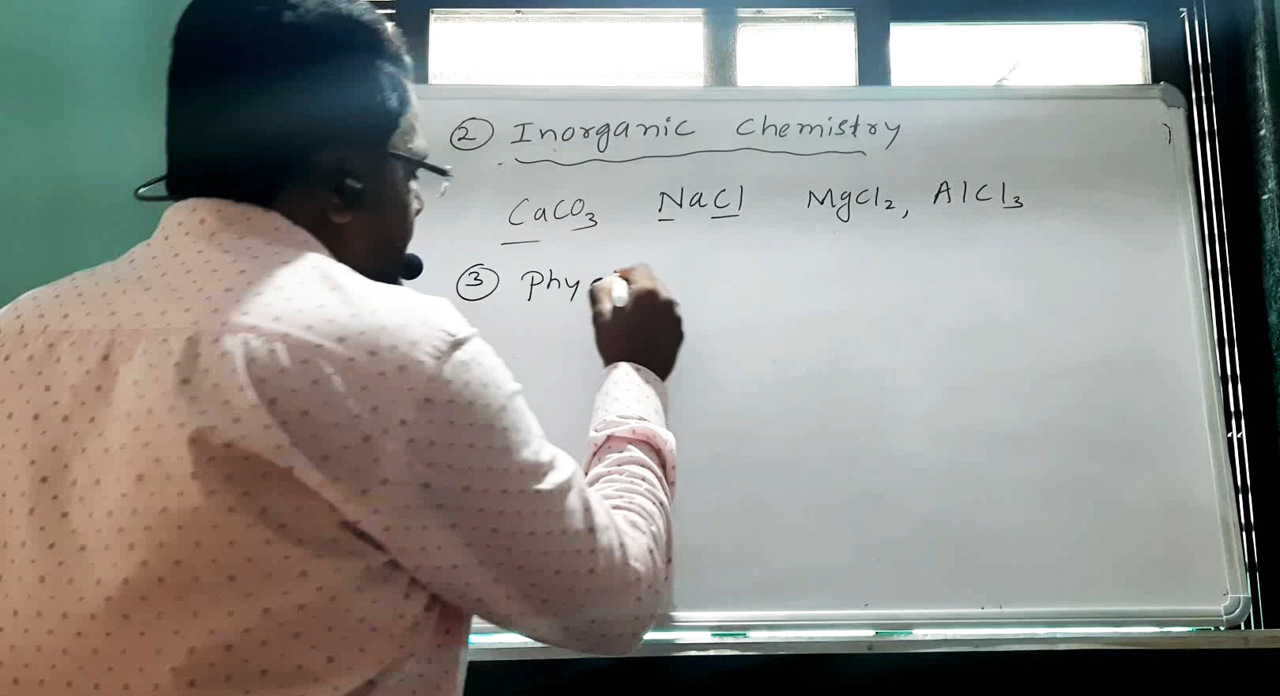 ② Inorganic Chemistry
CaCO₃ NaCl MgCl₂, AlCl₃
③ Phy